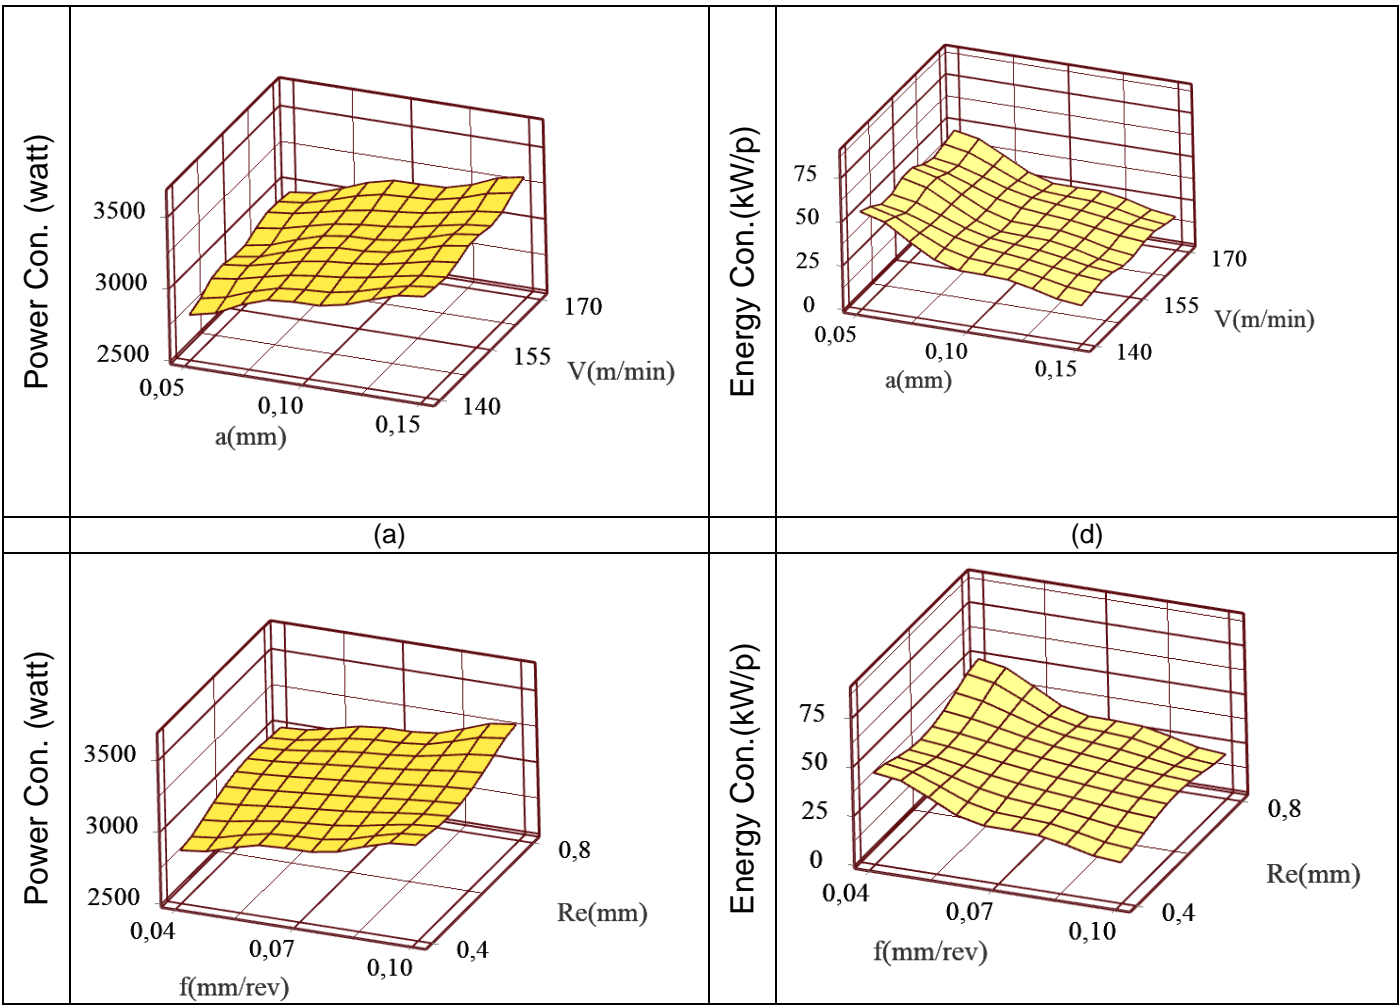 Power Con. (watt)
3500
3000
2500
0,05
0,10
0,15
a(mm)
140
155
170
V(m/min)
Energy Con.(kW/p)
75
50
25
0
0,05
0,10
0,15
a(mm)
140
155
170
V(m/min)
(a)
(d)
Power Con. (watt)
3500
3000
2500
0,04
0,07
0,10
f(mm/rev)
0,4
0,8
Re(mm)
Energy Con.(kW/p)
75
50
25
0
0,04
0,07
0,10
f(mm/rev)
0,4
0,8
Re(mm)